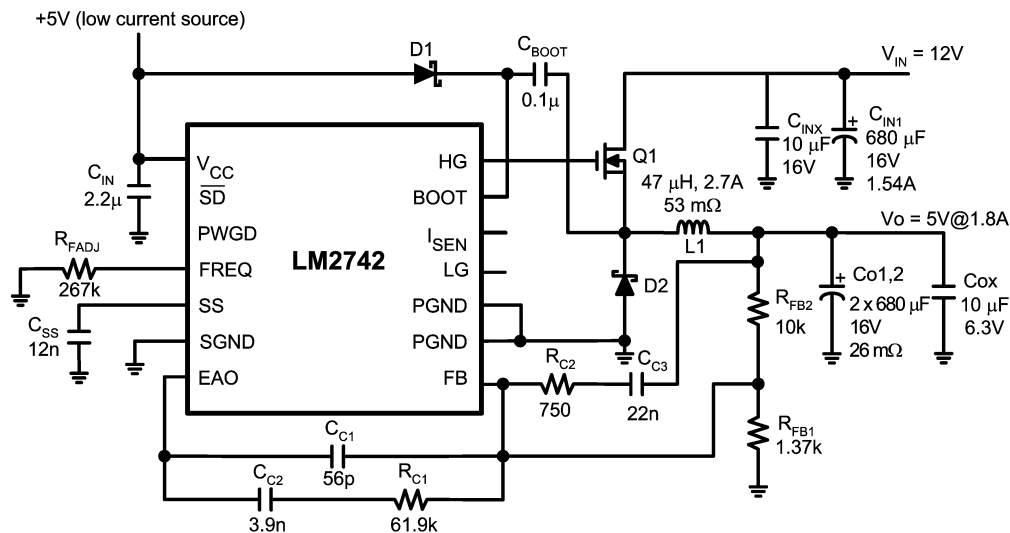 +5V (low current source)
D1
C_BOOT
0.1µ
V_IN = 12V
C_INX
10 µF
16V
C_IN1
+
680 µF
16V
1.54A
C_IN
2.2µ
V_CC
SD
PWGD
FREQ
SS
SGND
EAO
LM2742
HG
BOOT
I_SEN
LG
PGND
PGND
FB
Q1
47 µH, 2.7A
53 mΩ
L1
Vo = 5V@1.8A
D2
R_FADJ
267k
C_SS
12n
R_FB2
10k
+
Co1,2
2 x 680 µF
16V
26 mΩ
Cox
10 µF
6.3V
R_C2
750
C_C3
22n
R_FB1
1.37k
C_C1
56p
C_C2
3.9n
R_C1
61.9k